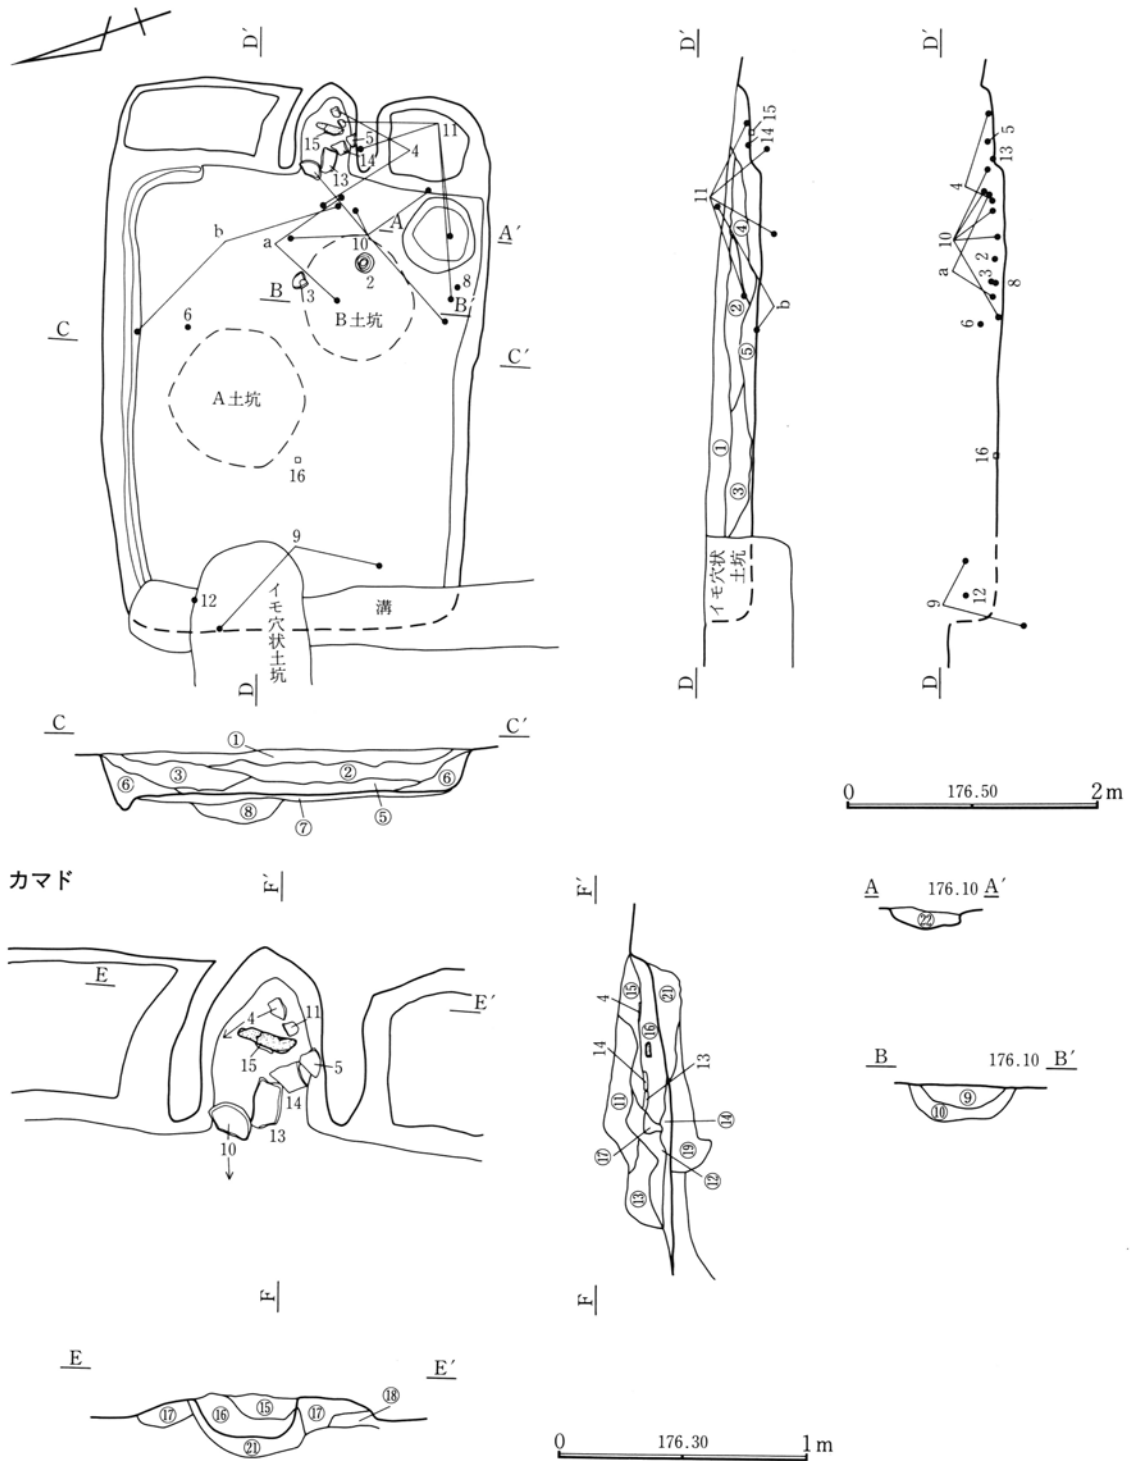 D´
D´
D´
15
5
14
13
11
4
b
a
10
A
A´
B
B´
3
2
8
6
B土坑
C
C´
A土坑
16
9
12
溝
イモ穴状土坑
D
15
14
11
④
②
b
⑤
①
③
イモ穴状土坑
D
5
13
4
10
a
2
3
8
6
16
12
9
D
C
C´
①
③
②
⑥
⑥
⑧
⑦
⑤
0
176.50
2m
カマド
F´
F´
A
176.10
A´
㉒
E
E´
4
11
15
5
14
13
10
⑮
㉑
4
⑯
14
13
⑪
⑭
⑰
⑲
⑫
⑬
B
176.10
B´
⑨
⑩
F
F
E
E´
⑰
⑯
⑮
⑰
⑱
㉑
0
176.30
1m